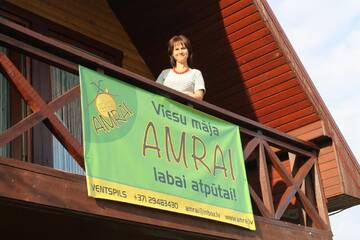 AMRAI
Viesu māja
AMRAI
labai atpūtai!
VENTSPILS +371 29483430